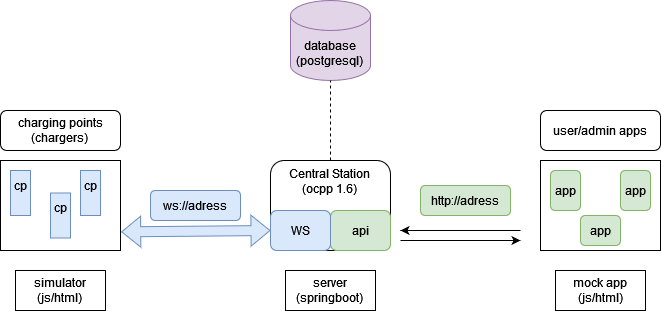 database
(postgresql)
charging points
(chargers)
user/admin apps
cp
cp
cp
ws://adress
Central Station
(ocpp 1.6)
WS
api
http://adress
app
app
app
simulator
(js/html)
server
(springboot)
mock app
(js/html)